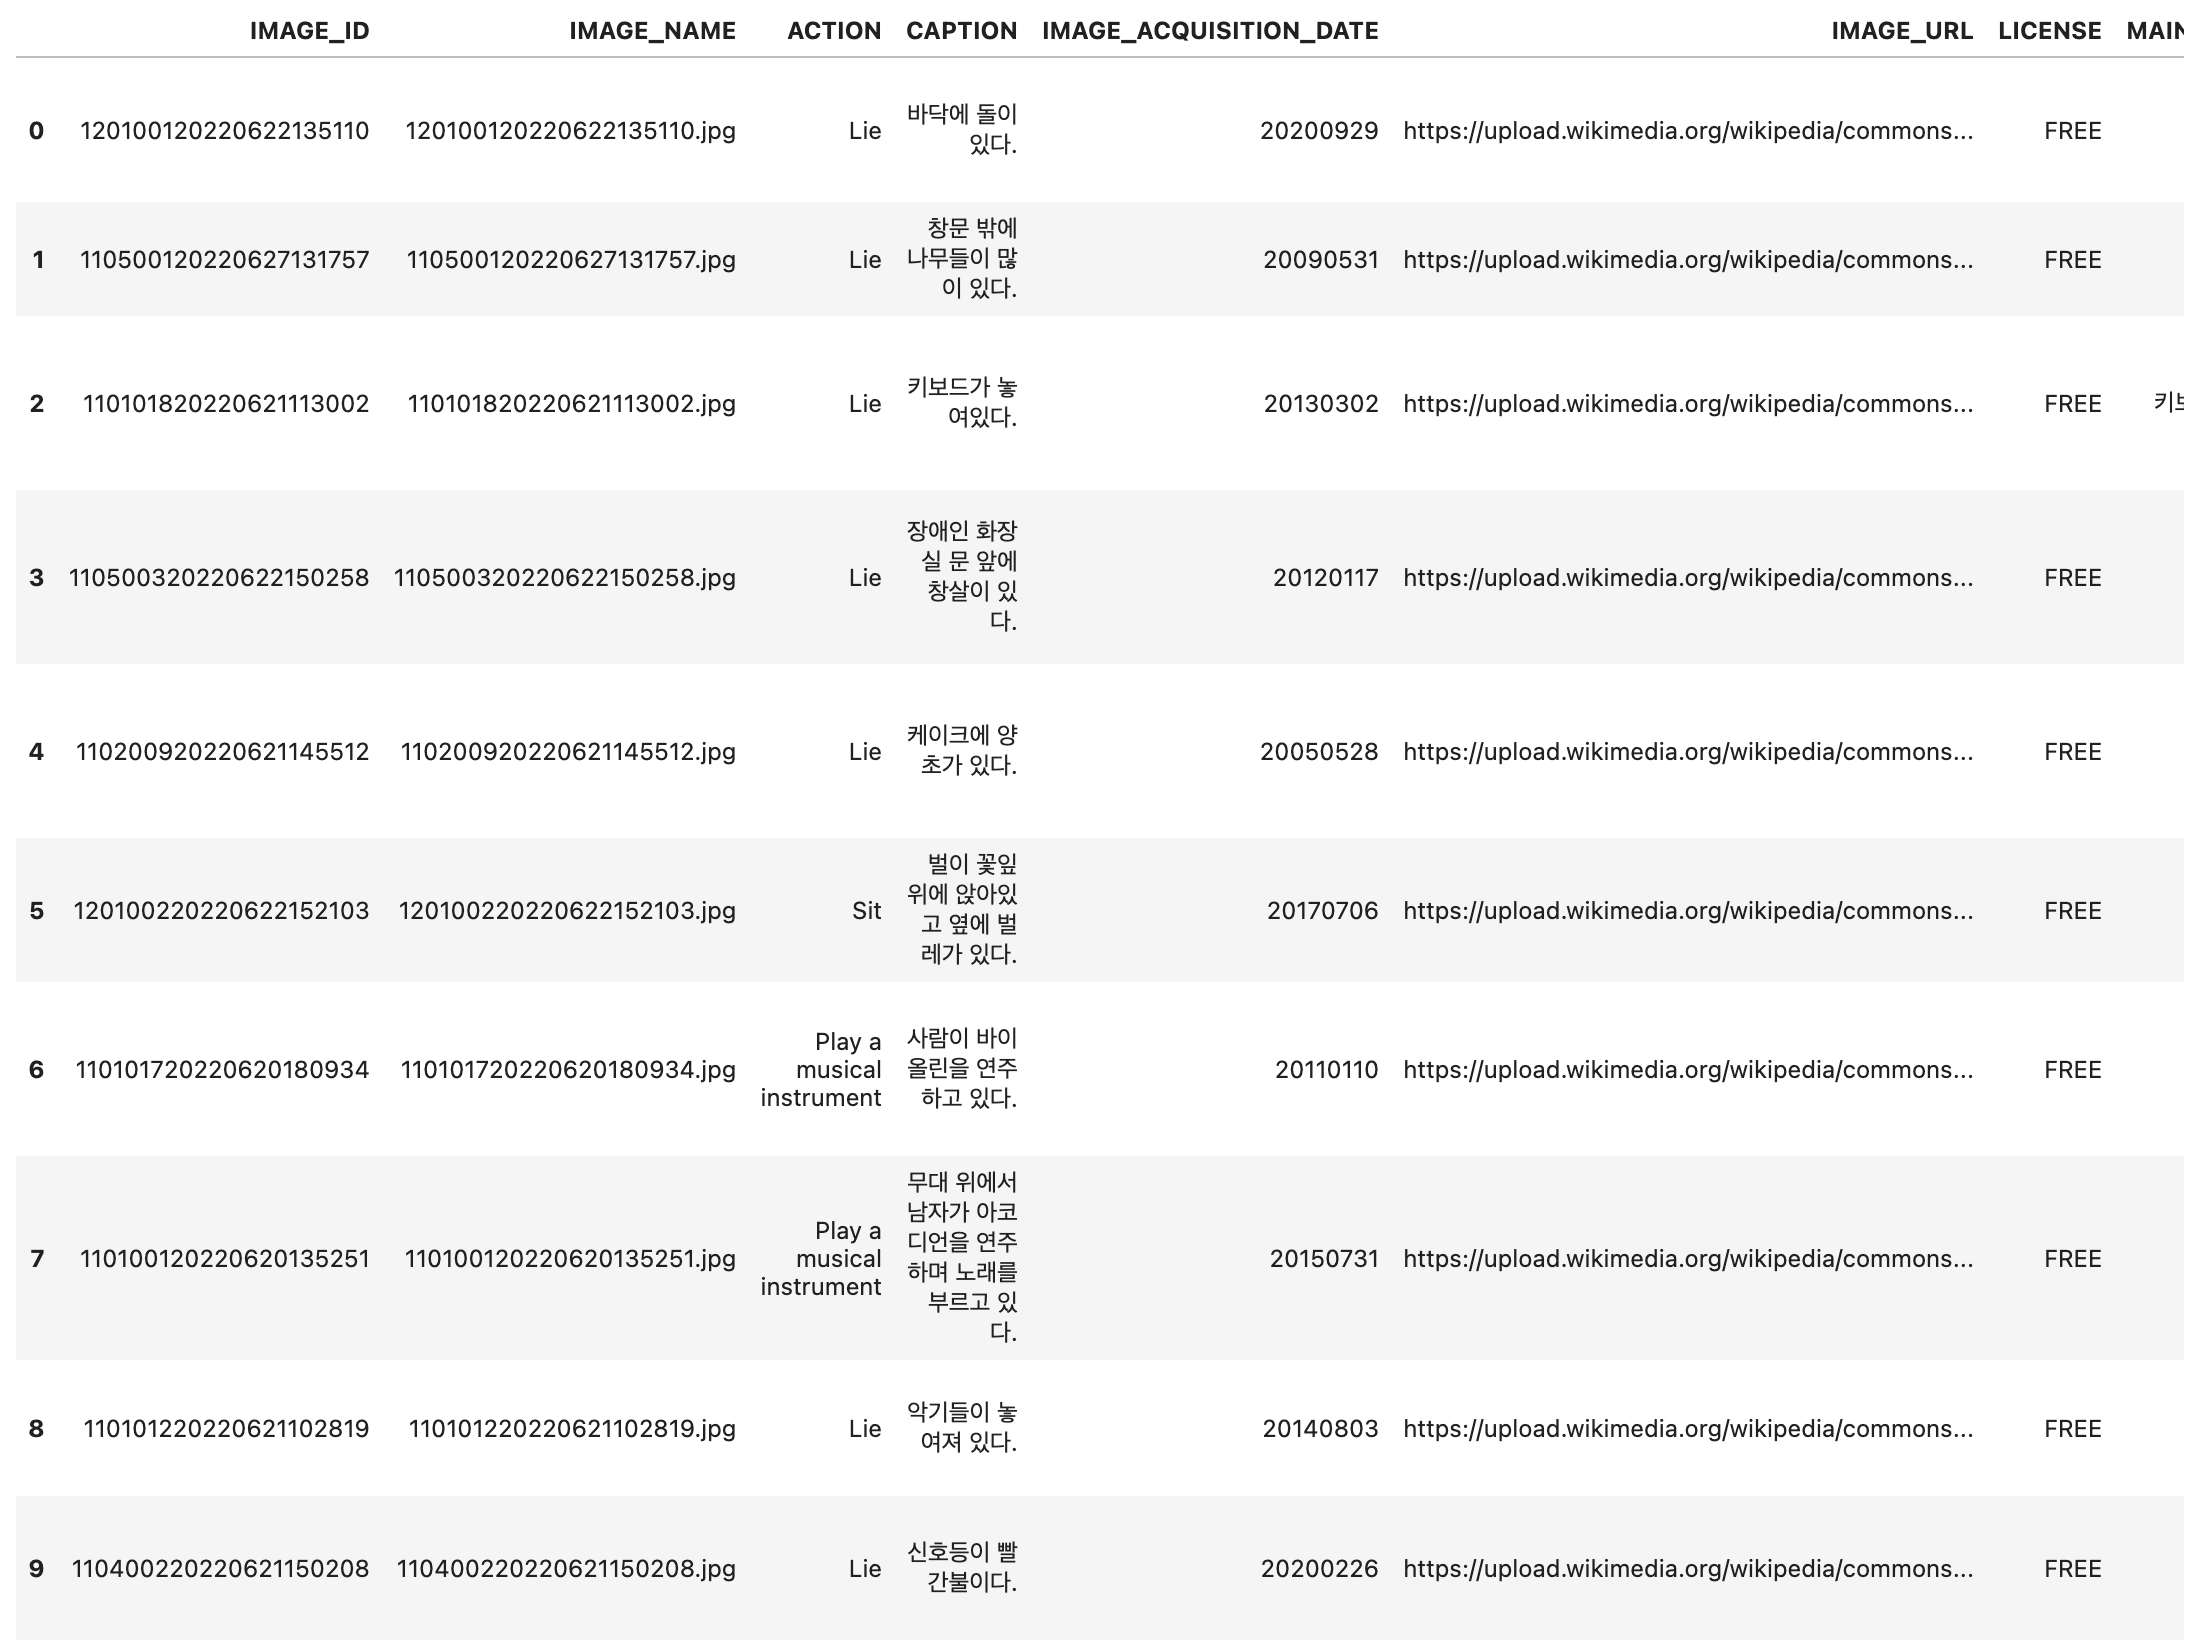 IMAGE_ID IMAGE_NAME ACTION CAPTION IMAGE_ACQUISITION_DATE IMAGE_URL LICENSE MAIN
0 1201001202206221351​10 120100120220622135110.jpg Lie 바닥에 돌이
있다. 20200929 https://upload.wikimedia.org/wikipedia/commons... FREE
1 110500120220627131757 110500120220627131757.jpg Lie 창문 밖에
나무들이 많
이 있다. 20090531 https://upload.wikimedia.org/wikipedia/commons... FREE
2 110101820220621113002 110101820220621113002.jpg Lie 키보드가 놓
여있다. 20130302 https://upload.wikimedia.org/wikipedia/commons... FREE
3 110500320220622150258 110500320220622150258.jpg Lie 장애인 화장
실 문 앞에
창살이 있
다. 20120117 https://upload.wikimedia.org/wikipedia/commons... FREE
4 110200920220621145512 110200920220621145512.jpg Lie 케이크에 양
초가 있다. 20050528 https://upload.wikimedia.org/wikipedia/commons... FREE
5 120100220220622152103 120100220220622152103.jpg Sit 벌이 꽃잎
위에 앉아있
고 옆에 벌
레가 있다. 20170706 https://upload.wikimedia.org/wikipedia/commons... FREE
6 110101720220620180934 110101720220620180934.jpg Play a
musical
instrument 사람이 바이
올린을 연주
하고 있다. 20110110 https://upload.wikimedia.org/wikipedia/commons... FREE
7 110100120220620135251 110100120220620135251.jpg Play a
musical
instrument 무대 위에서
남자가 아코
디언을 연주
하며 노래를
부르고 있
다. 20150731 https://upload.wikimedia.org/wikipedia/commons... FREE
8 110101220220621102819 110101220220621102819.jpg Lie 악기들이 놓
여져 있다. 20140803 https://upload.wikimedia.org/wikipedia/commons... FREE
9 110400220220621150208 110400220220621150208.jpg Lie 신호등이 빨
간불이다. 20200226 https://upload.wikimedia.org/wikipedia/commons... FREE